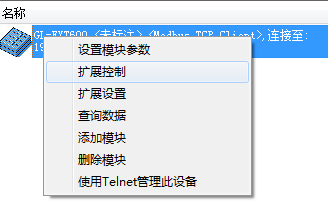 名称
<未标注> <Modbus TCP Client>,连接至:
19
设置模块参数
扩展控制
扩展设置
查询数据
添加模块
删除模块
使用Telnet管理此设备